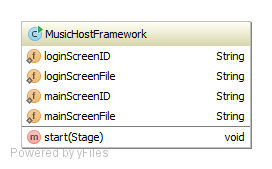 MusicHostFramework
loginScreenID String
loginScreenFile String
mainScreenID String
mainScreenFile String
start(Stage) void
Powered by yFiles